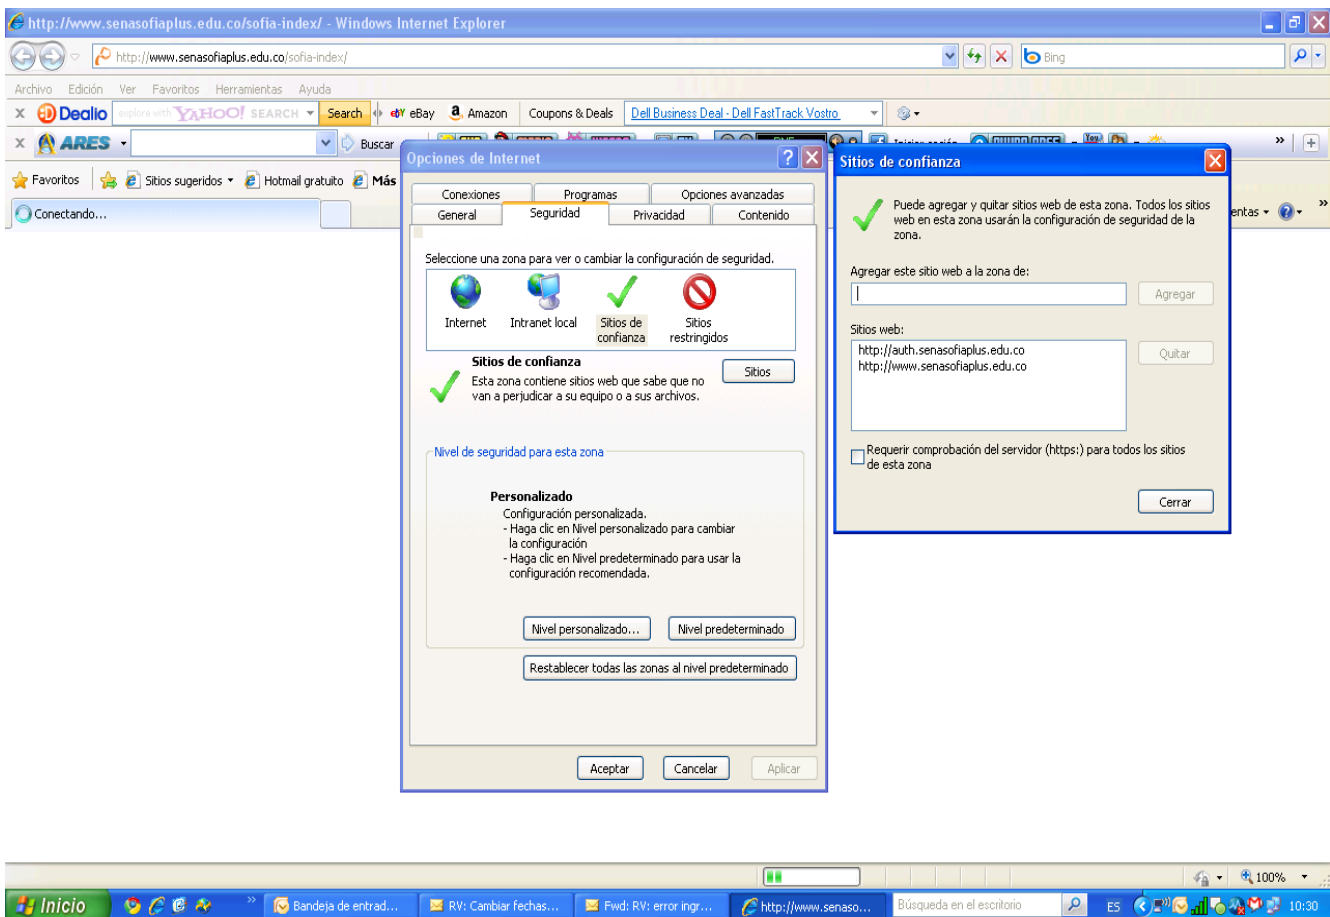 http://www.senasofiaplus.edu.co/sofia-index/ - Windows Internet Explorer
http://www.senasofiaplus.edu.co/sofia-index/
Bing
Archivo Edición Ver Favoritos Herramientas Ayuda
X Dealio explore with YAHOO! SEARCH Search eBay Amazon Coupons & Deals Dell Business Deal - Dell FastTrack Vostro
X ARES Buscar
Favoritos Sitios sugeridos Hotmail gratuito Más
Conectando...
entas
Opciones de Internet
Conexiones Programas Opciones avanzadas
General Seguridad Privacidad Contenido
Seleccione una zona para ver o cambiar la configuración de seguridad.
Internet Intranet local Sitios de Sitios
confianza restringidos
Sitios de confianza
Sitios
Esta zona contiene sitios web que sabe que no
van a perjudicar a su equipo o a sus archivos.
Nivel de seguridad para esta zona
Personalizado
Configuración personalizada.
- Haga clic en Nivel personalizado para cambiar
la configuración
- Haga clic en Nivel predeterminado para usar la
configuración recomendada.
Nivel personalizado... Nivel predeterminado
Restablecer todas las zonas al nivel predeterminado
Aceptar Cancelar Aplicar
Sitios de confianza
Puede agregar y quitar sitios web de esta zona. Todos los sitios
web en esta zona usarán la configuración de seguridad de la
zona.
Agregar este sitio web a la zona de:
Agregar
Sitios web:
http://auth.senasofiaplus.edu.co
http://www.senasofiaplus.edu.co
Quitar
Requerir comprobación del servidor (https:) para todos los sitios
de esta zona
Cerrar
100%
Inicio Bandeja de entrad... RV: Cambiar fechas... Fwd: RV: error ingr... http://www.senaso... Búsqueda en el escritorio ES 10:30